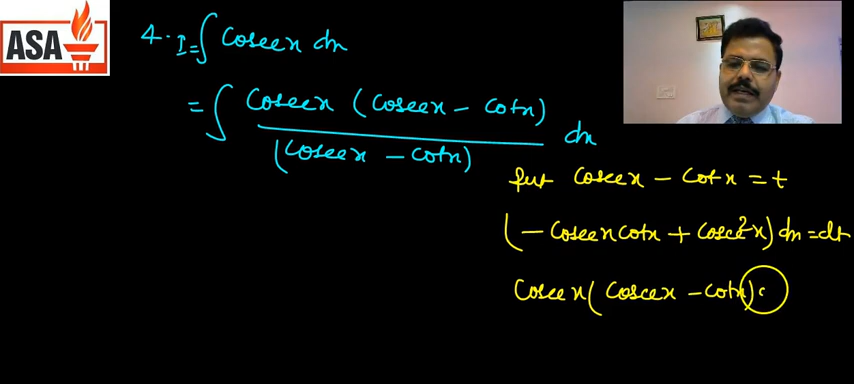 ASA
4. I = ∫ Cosecx dx
= ∫ Cosecx (Cosecx - Cotx) / (Cosecx - Cotx) dx
put Cosecx - Cotx = t
(- Cosecx Cotx + Cosec²x) dx = dt
Cosecx (Cosecx - Cotx)